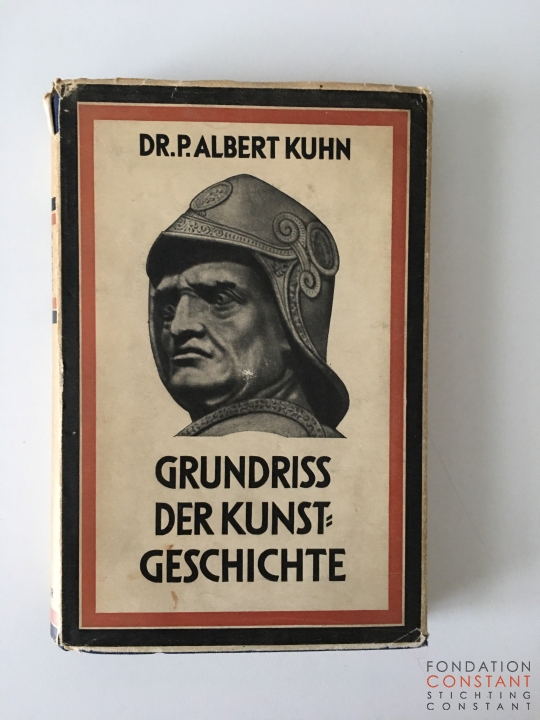 DR. P. ALBERT KUHN
GRUNDRISS
DER KUNST=
GESCHICHTE
FONDATION
CONSTANT
STICHTING
CONSTANT